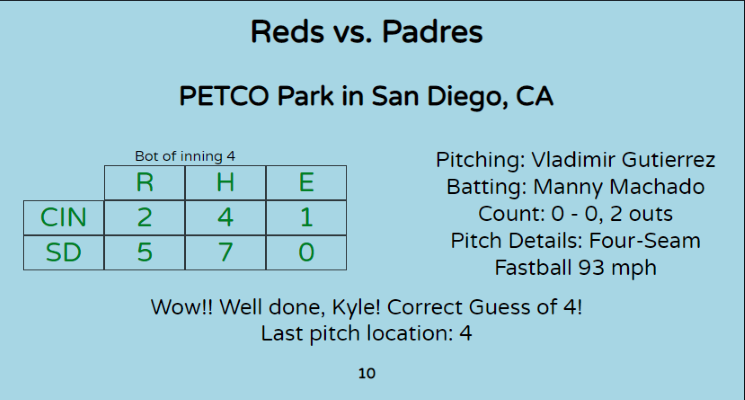 Reds vs. Padres
PETCO Park in San Diego, CA
Bot of inning 4
R H E
CIN 2 4 1
SD 5 7 0
Pitching: Vladimir Gutierrez
Batting: Manny Machado
Count: 0 - 0, 2 outs
Pitch Details: Four-Seam
Fastball 93 mph
Wow!! Well done, Kyle! Correct Guess of 4!
Last pitch location: 4
10